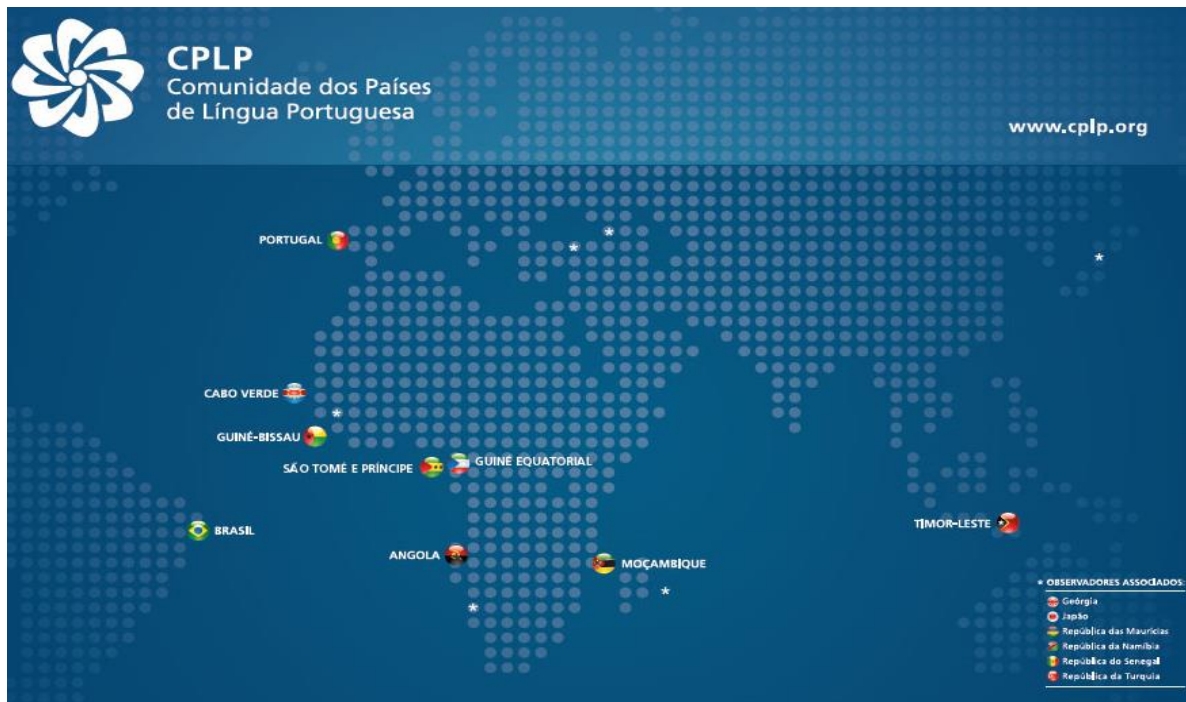 CPLP
Comunidade dos Países
de Língua Portuguesa
www.cplp.org
PORTUGAL
*
*
*
CABO VERDE
*
GUINÉ-BISSAU
SÃO TOMÉ E PRÍNCIPE
GUINÉ EQUATORIAL
BRASIL
TIMOR-LESTE
ANGOLA
MOÇAMBIQUE
*
*
* OBSERVADORES ASSOCIADOS:
Geórgia
Japão
República das Maurícias
República da Namíbia
República do Senegal
República da Turquia